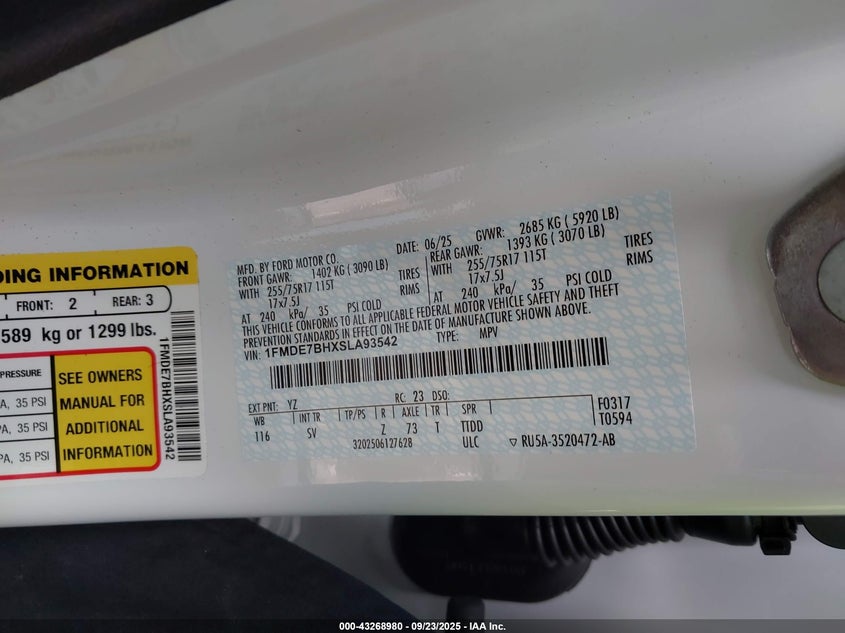 DING INFORMATION
FRONT: 2 REAR: 3
589 kg or 1299 lbs.
PRESSURE
PA, 35 PSI
PA, 35 PSI
PA, 35 PSI
SEE OWNERS
MANUAL FOR
ADDITIONAL
INFORMATION
1FMDE7BHXSLA93542
MFD. BY FORD MOTOR CO. DATE: 06/25 GVWR: 2685 KG ( 5920 LB)
FRONT GAWR: 1402 KG ( 3090 LB) REAR GAWR: 1393 KG ( 3070 LB)
WITH 255/75R17 115T TIRES WITH 255/75R17 115T TIRES
17x7.5J RIMS 17x7.5J RIMS
AT 240 kPa/ 35 PSI COLD AT 240 kPa/ 35 PSI COLD
THIS VEHICLE CONFORMS TO ALL APPLICABLE FEDERAL MOTOR VEHICLE SAFETY AND THEFT
PREVENTION STANDARDS IN EFFECT ON THE DATE OF MANUFACTURE SHOWN ABOVE.
VIN: 1FMDE7BHXSLA93542 TYPE: MPV
EXT PNT: YZ RC: 23 DSO:
WB INT TR TP/PS R AXLE TR SPR F0317
116 SV Z 73 T TTDD T0594
3202506127628 ULC RU5A-3520472-AB
000-43268980 - 09/23/2025 - IAA Inc.